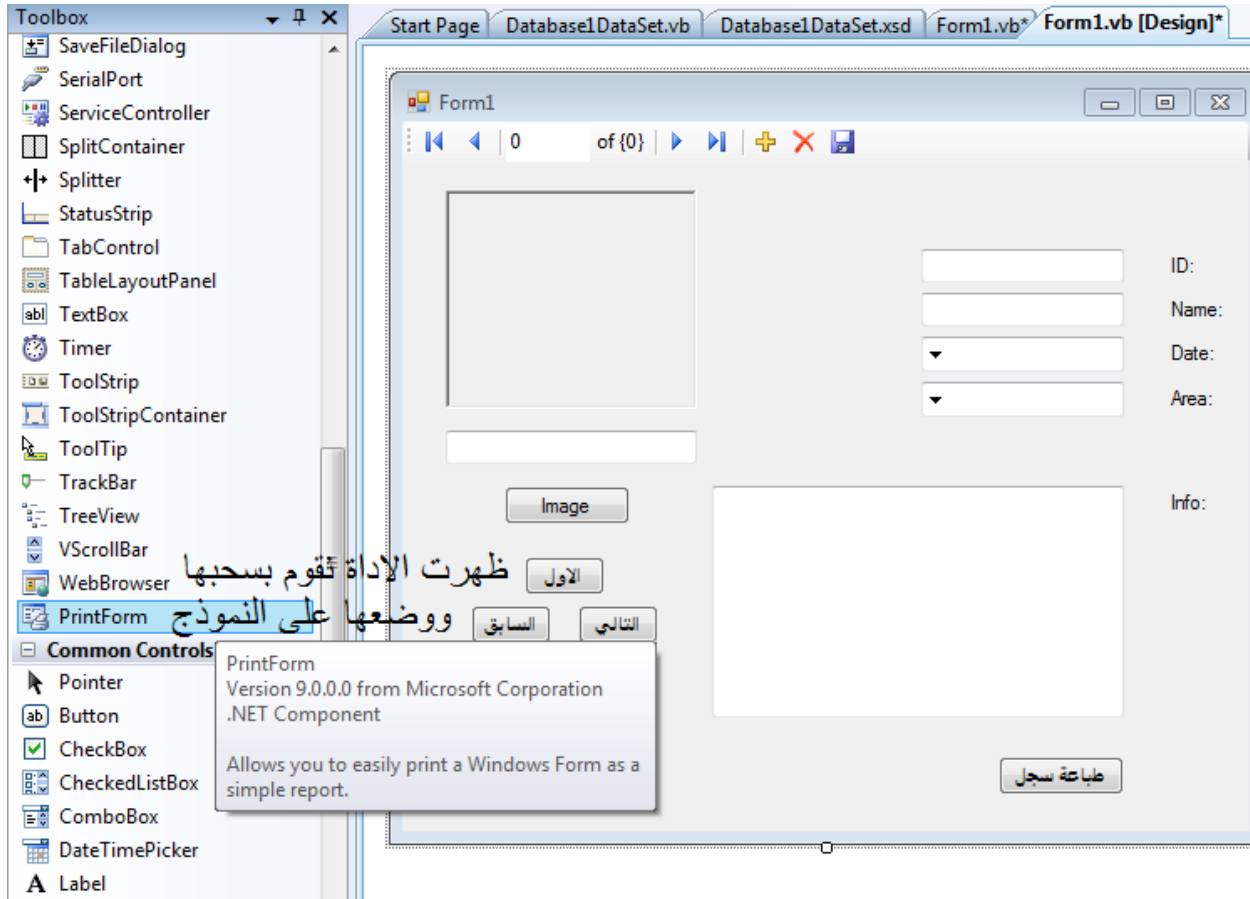 Toolbox
SaveFileDialog
SerialPort
ServiceController
SplitContainer
Splitter
StatusStrip
TabControl
TableLayoutPanel
TextBox
Timer
ToolStrip
ToolStripContainer
ToolTip
TrackBar
TreeView
VScrollBar
WebBrowser
PrintForm
Common Controls
Pointer
Button
CheckBox
CheckedListBox
ComboBox
DateTimePicker
Label
ظهرت الاداة نقوم بسحبها
ووضعها على النموذج
PrintForm
Version 9.0.0.0 from Microsoft Corporation
.NET Component
Allows you to easily print a Windows Form as a
simple report.
Start Page Database1DataSet.vb Database1DataSet.xsd Form1.vb* Form1.vb [Design]*
Form1
0 of {0}
ID:
Name:
Date:
Area:
Image
Info:
الاول
السابق التالي
طباعة سجل